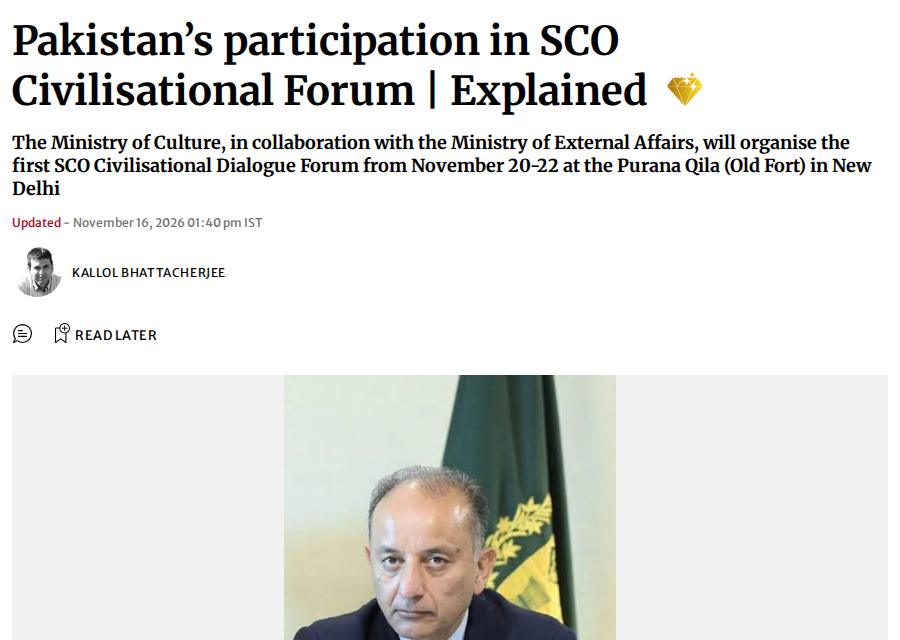 Pakistan’s participation in SCO
Civilisational Forum | Explained
The Ministry of Culture, in collaboration with the Ministry of External Affairs, will organise the
first SCO Civilisational Dialogue Forum from November 20-22 at the Purana Qila (Old Fort) in New
Delhi
Updated - November 16, 2026 01:40 pm IST
KALLOL BHATTACHERJEE
READ LATER